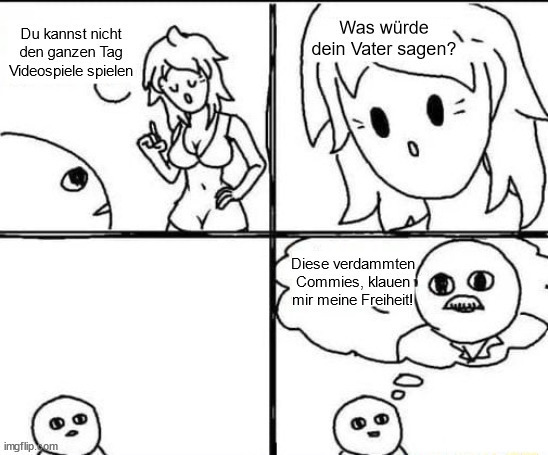 Du kannst nicht
den ganzen Tag
Videospiele spielen
Was würde
dein Vater sagen?
Diese verdammten
Commies, klauen
mir meine Freiheit!
imgflip.com